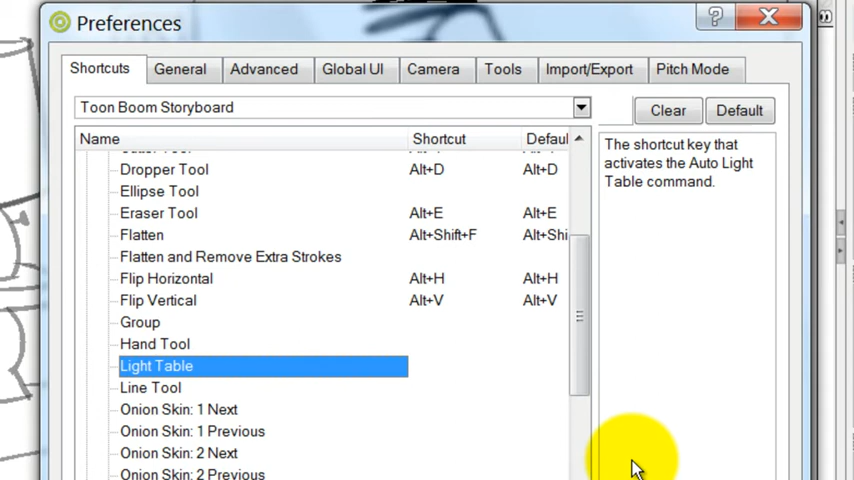 Preferences
Shortcuts General Advanced Global UI Camera Tools Import/Export Pitch Mode
Toon Boom Storyboard Clear Default
Name Shortcut Defaul
Dropper Tool Alt+D Alt+D
Ellipse Tool
Eraser Tool Alt+E Alt+E
Flatten Alt+Shift+F Alt+Shi
Flatten and Remove Extra Strokes
Flip Horizontal Alt+H Alt+H
Flip Vertical Alt+V Alt+V
Group
Hand Tool
Light Table
Line Tool
Onion Skin: 1 Next
Onion Skin: 1 Previous
Onion Skin: 2 Next
Onion Skin: 2 Previous
The shortcut key that
activates the Auto Light
Table command.